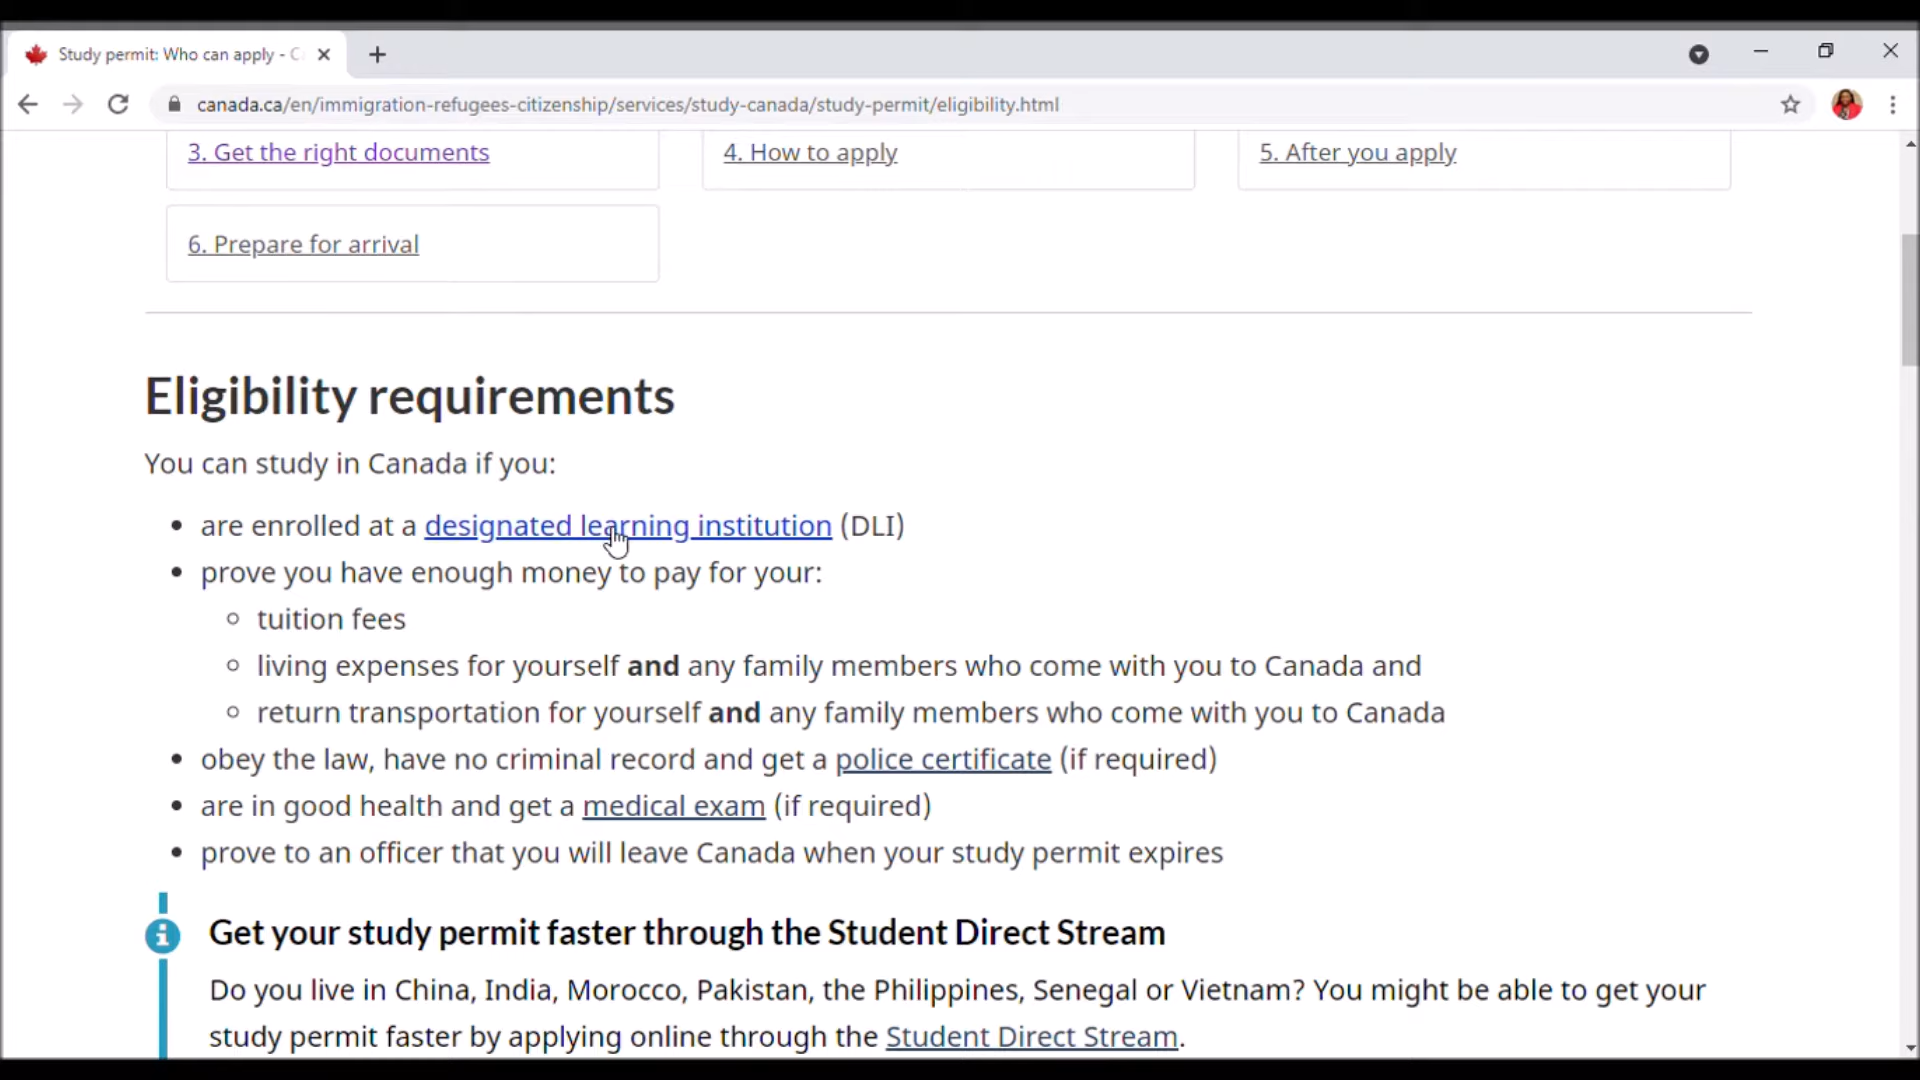 Study permit: Who can apply - C
canada.ca/en/immigration-refugees-citizenship/services/study-canada/study-permit/eligibility.html
3. Get the right documents
4. How to apply
5. After you apply
6. Prepare for arrival
Eligibility requirements
You can study in Canada if you:
are enrolled at a designated learning institution (DLI)
prove you have enough money to pay for your:
tuition fees
living expenses for yourself and any family members who come with you to Canada and
return transportation for yourself and any family members who come with you to Canada
obey the law, have no criminal record and get a police certificate (if required)
are in good health and get a medical exam (if required)
prove to an officer that you will leave Canada when your study permit expires
Get your study permit faster through the Student Direct Stream
Do you live in China, India, Morocco, Pakistan, the Philippines, Senegal or Vietnam? You might be able to get your
study permit faster by applying online through the Student Direct Stream.